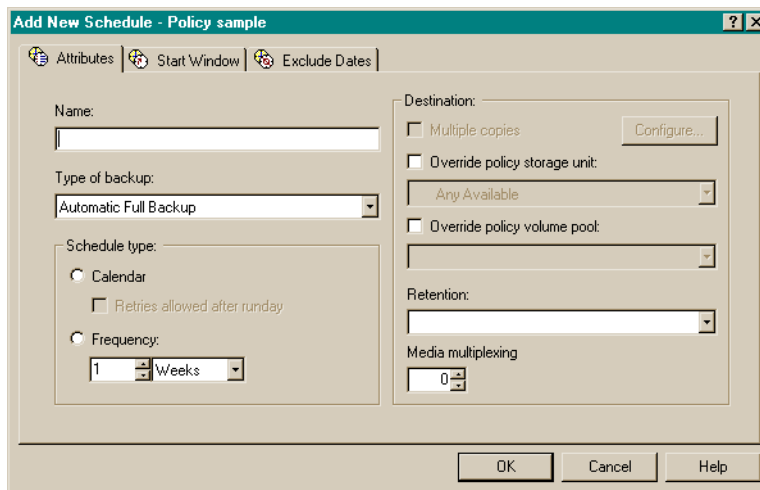 Add New Schedule - Policy sample
Attributes
Start Window
Exclude Dates
Name:
Type of backup:
Automatic Full Backup
Schedule type:
Calendar
Retries allowed after runday
Frequency:
1 Weeks
Destination:
Multiple copies
Configure...
Override policy storage unit:
Any Available
Override policy volume pool:
Retention:
Media multiplexing
0
OK
Cancel
Help